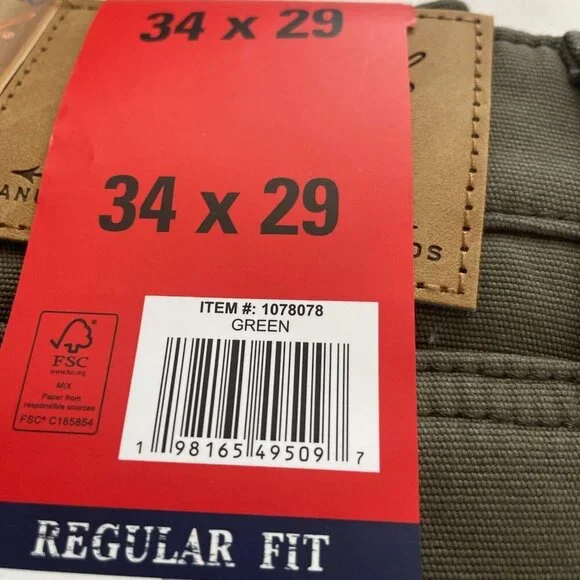 34 x 29
34 x 29
ITEM #: 1078078
GREEN
1 98165 49509 7
FSC
www.fsc.org
MIX
Paper from
responsible sources
FSC® C185854
REGULAR FIT